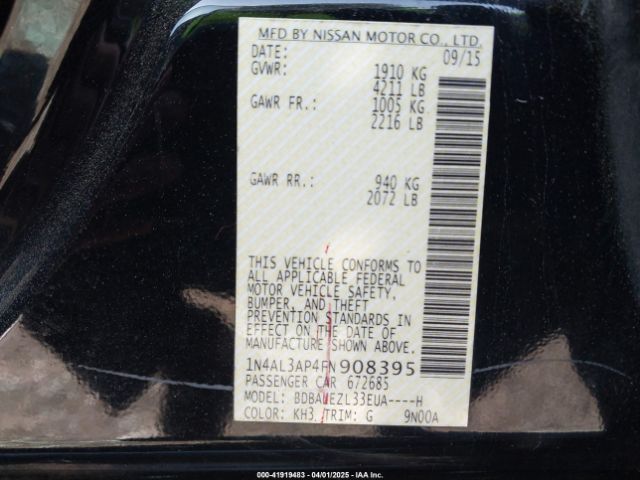 MFD BY NISSAN MOTOR CO., LTD.
DATE: 09/15
GVWR: 1910 KG
4211 LB
GAWR FR.: 1005 KG
2216 LB
GAWR RR.: 940 KG
2072 LB
THIS VEHICLE CONFORMS TO
ALL APPLICABLE FEDERAL
MOTOR VEHICLE SAFETY,
BUMPER, AND THEFT
PREVENTION STANDARDS IN
EFFECT ON THE DATE OF
MANUFACTURE SHOWN ABOVE.
1N4AL3AP4FN908395
PASSENGER CAR 672685
MODEL: BDBAUEZL33EUA----H
COLOR: KH3 TRIM: G 9N00A
00-41919483 - 04/01/2025 - IAA Inc.